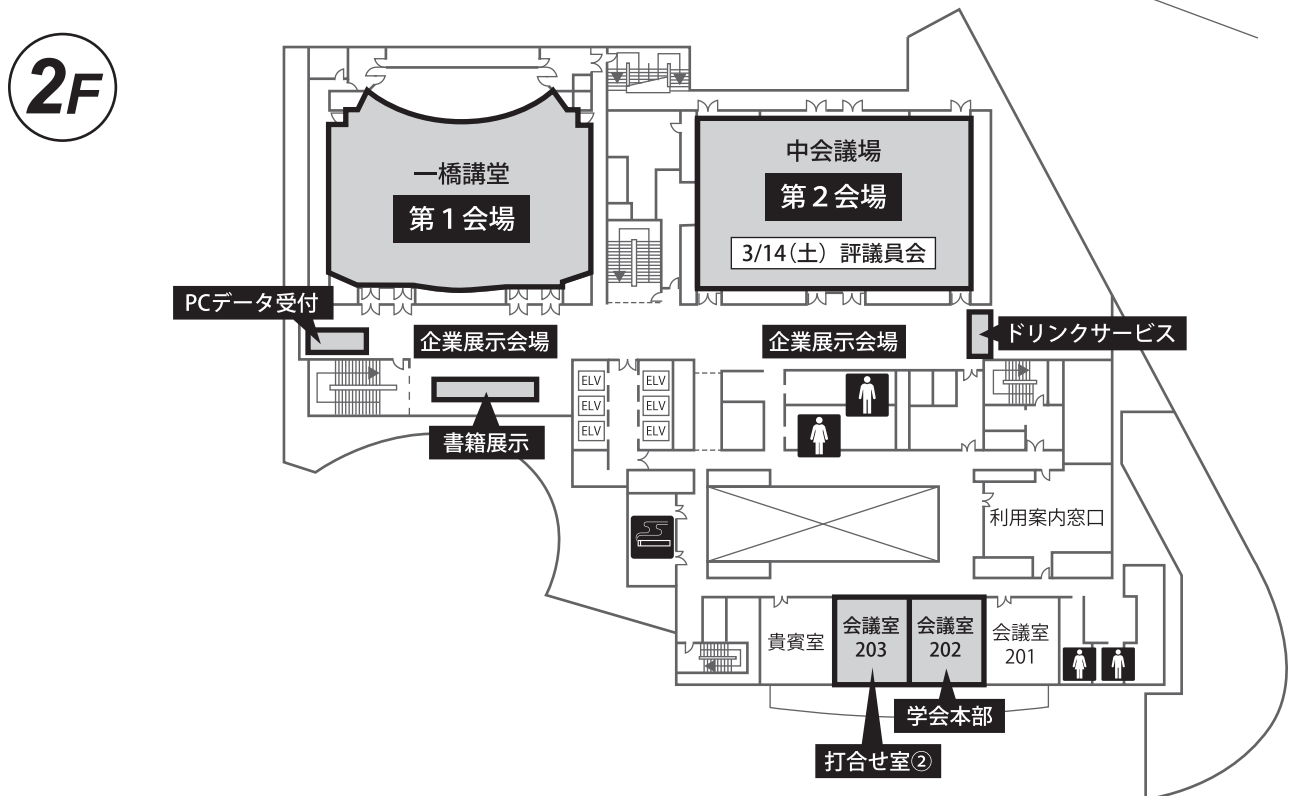 2F
一橋講堂
第1会場
中会議場
第2会場
3/14(土) 評議員会
PCデータ受付
企業展示会場
企業展示会場
ドリンクサービス
ELV
ELV
ELV
ELV
ELV
ELV
書籍展示
利用案内窓口
貴賓室
会議室
203
会議室
202
会議室
201
学会本部
打合せ室②